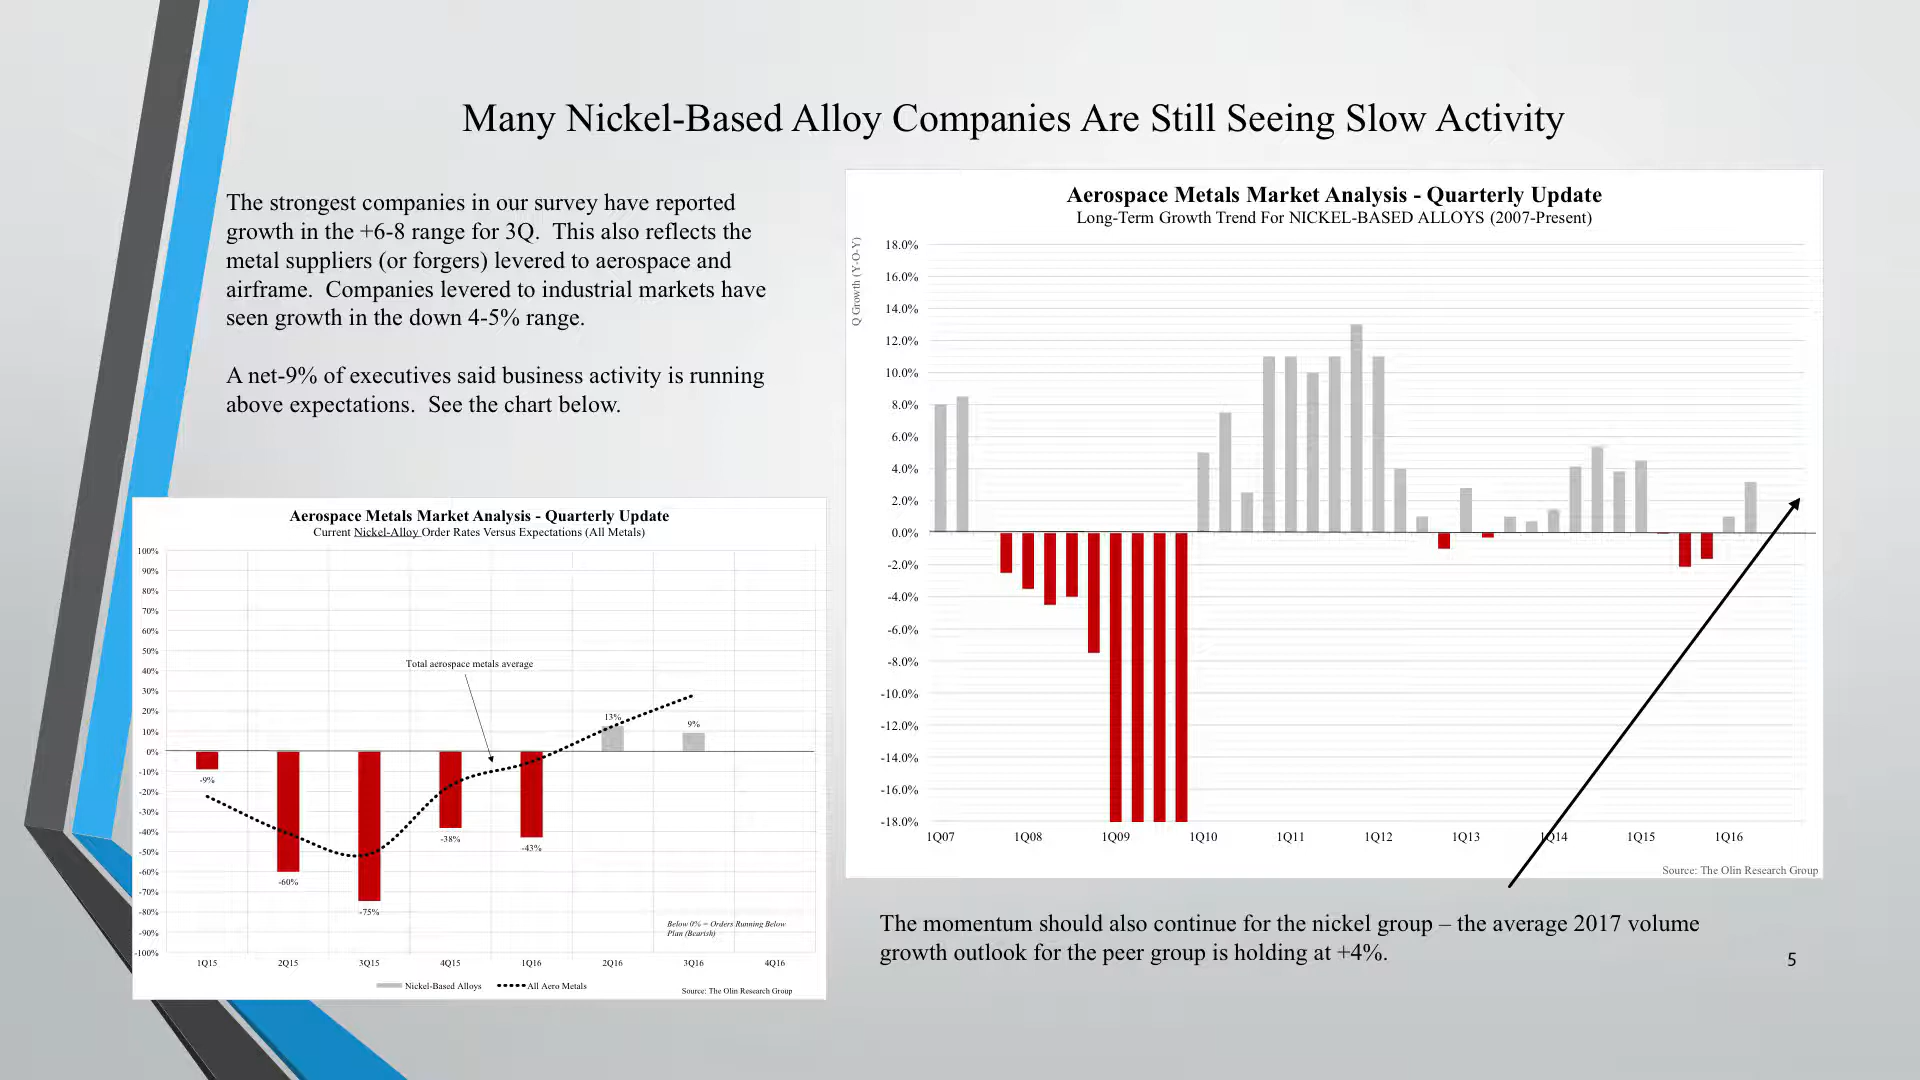 Many Nickel-Based Alloy Companies Are Still Seeing Slow Activity
The strongest companies in our survey have reported
growth in the +6-8 range for 3Q.  This also reflects the
metal suppliers (or forgers) levered to aerospace and
airframe.  Companies levered to industrial markets have
seen growth in the down 4-5% range.
A net-9% of executives said business activity is running
above expectations.  See the chart below.
Aerospace Metals Market Analysis - Quarterly Update
Current Nickel-Alloy Order Rates Versus Expectations (All Metals)
100%
90%
80%
70%
60%
50%
40%
30%
20%
10%
0%
-10%
-20%
-30%
-40%
-50%
-60%
-70%
-80%
-90%
-100%
Total aerospace metals average
-9%
-60%
-75%
-38%
-43%
13%
9%
Below 0% = Orders Running Below
Plan (Bearish)
1Q15 2Q15 3Q15 4Q15 1Q16 2Q16 3Q16 4Q16
Nickel-Based Alloys All Aero Metals
Source: The Olin Research Group
Aerospace Metals Market Analysis - Quarterly Update
Long-Term Growth Trend For NICKEL-BASED ALLOYS (2007-Present)
Q Growth (Y-O-Y)
18.0%
16.0%
14.0%
12.0%
10.0%
8.0%
6.0%
4.0%
2.0%
0.0%
-2.0%
-4.0%
-6.0%
-8.0%
-10.0%
-12.0%
-14.0%
-16.0%
-18.0%
1Q07 1Q08 1Q09 1Q10 1Q11 1Q12 1Q13 1Q14 1Q15 1Q16
Source: The Olin Research Group
The momentum should also continue for the nickel group – the average 2017 volume
growth outlook for the peer group is holding at +4%.
5